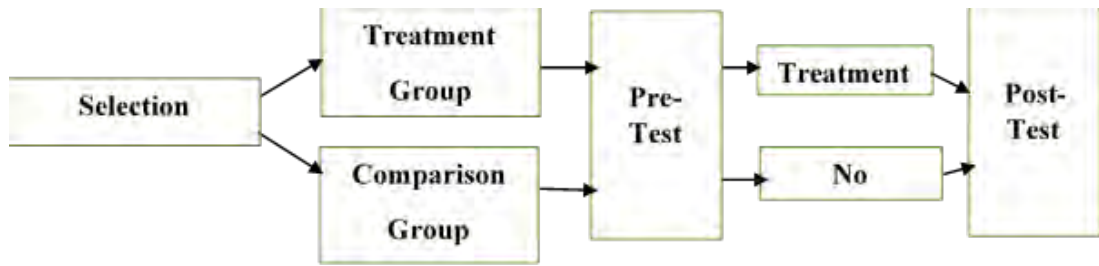 Selection
Treatment
Group
Comparison
Group
Pre-
Test
Treatment
No
Post-
Test